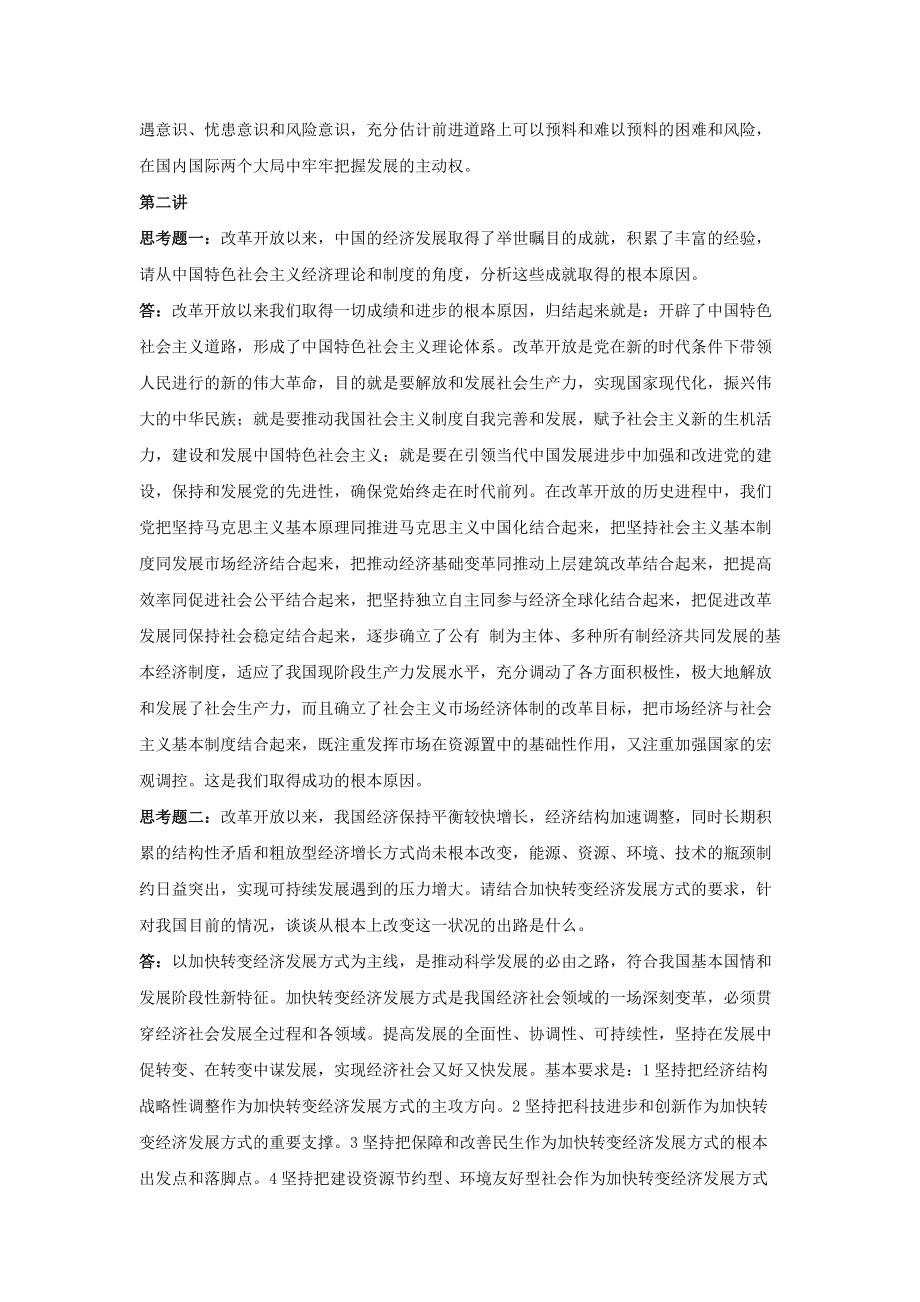 遇意识、忧患意识和风险意识，充分估计前进道路上可以预料和难以预料的困难和风险，
在国内国际两个大局中牢牢把握发展的主动权。
第二讲
思考题一：改革开放以来，中国的经济发展取得了举世瞩目的成就，积累了丰富的经验，
请从中国特色社会主义经济理论和制度的角度，分析这些成就取得的根本原因。
答：改革开放以来我们取得一切成绩和进步的根本原因，归结起来就是：开辟了中国特色
社会主义道路，形成了中国特色社会主义理论体系。改革开放是党在新的时代条件下带领
人民进行的新的伟大革命，目的就是要解放和发展社会生产力，实现国家现代化，振兴伟
大的中华民族；就是要推动我国社会主义制度自我完善和发展，赋予社会主义新的生机活
力，建设和发展中国特色社会主义；就是要在引领当代中国发展进步中加强和改进党的建
设，保持和发展党的先进性，确保党始终走在时代前列。在改革开放的历史进程中，我们
党把坚持马克思主义基本原理同推进马克思主义中国化结合起来，把坚持社会主义基本制
度同发展市场经济结合起来，把推动经济基础变革同推动上层建筑改革结合起来，把提高
效率同促进社会公平结合起来，把坚持独立自主同参与经济全球化结合起来，把促进改革
发展同保持社会稳定结合起来，逐步确立了公有 制为主体、多种所有制经济共同发展的基
本经济制度，适应了我国现阶段生产力发展水平，充分调动了各方面积极性，极大地解放
和发展了社会生产力，而且确立了社会主义市场经济体制的改革目标，把市场经济与社会
主义基本制度结合起来，既注重发挥市场在资源置中的基础性作用，又注重加强国家的宏
观调控。这是我们取得成功的根本原因。
思考题二：改革开放以来，我国经济保持平衡较快增长，经济结构加速调整，同时长期积
累的结构性矛盾和粗放型经济增长方式尚未根本改变，能源、资源、环境、技术的瓶颈制
约日益突出，实现可持续发展遇到的压力增大。请结合加快转变经济发展方式的要求，针
对我国目前的情况，谈谈从根本上改变这一状况的出路是什么。
答：以加快转变经济发展方式为主线，是推动科学发展的必由之路，符合我国基本国情和
发展阶段性新特征。加快转变经济发展方式是我国经济社会领域的一场深刻变革，必须贯
穿经济社会发展全过程和各领域。提高发展的全面性、协调性、可持续性，坚持在发展中
促转变、在转变中谋发展，实现经济社会又好又快发展。基本要求是：1 坚持把经济结构
战略性调整作为加快转变经济发展方式的主攻方向。2 坚持把科技进步和创新作为加快转
变经济发展方式的重要支撑。3 坚持把保障和改善民生作为加快转变经济发展方式的根本
出发点和落脚点。4 坚持把建设资源节约型、环境友好型社会作为加快转变经济发展方式